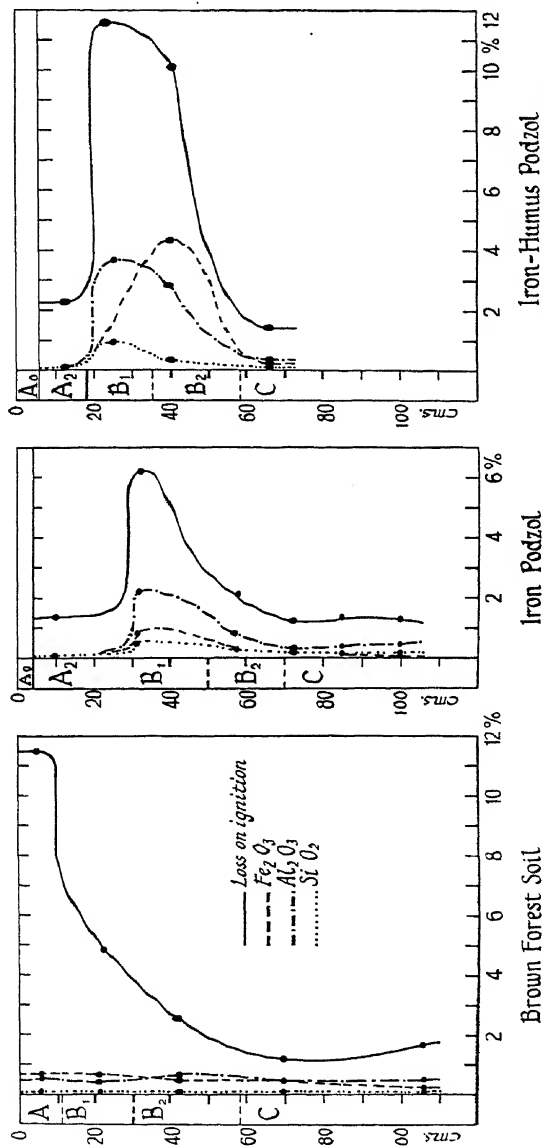 0
20
40
60
80
100
cms.
A
B₁
B₂
C
Loss on ignition
Fe₂ O₃
Al₂ O₃
Si O₂
2
4
6
8
10
12%
Brown Forest Soil
0
20
40
60
80
100
cms.
A₀
A₂
B₁
B₂
C
2
4
6%
Iron Podzol
0
20
40
60
80
100
cms.
A₀
A₂
B₁
B₂
C
2
4
6
8
10 % 12
Iron-Humus Podzol